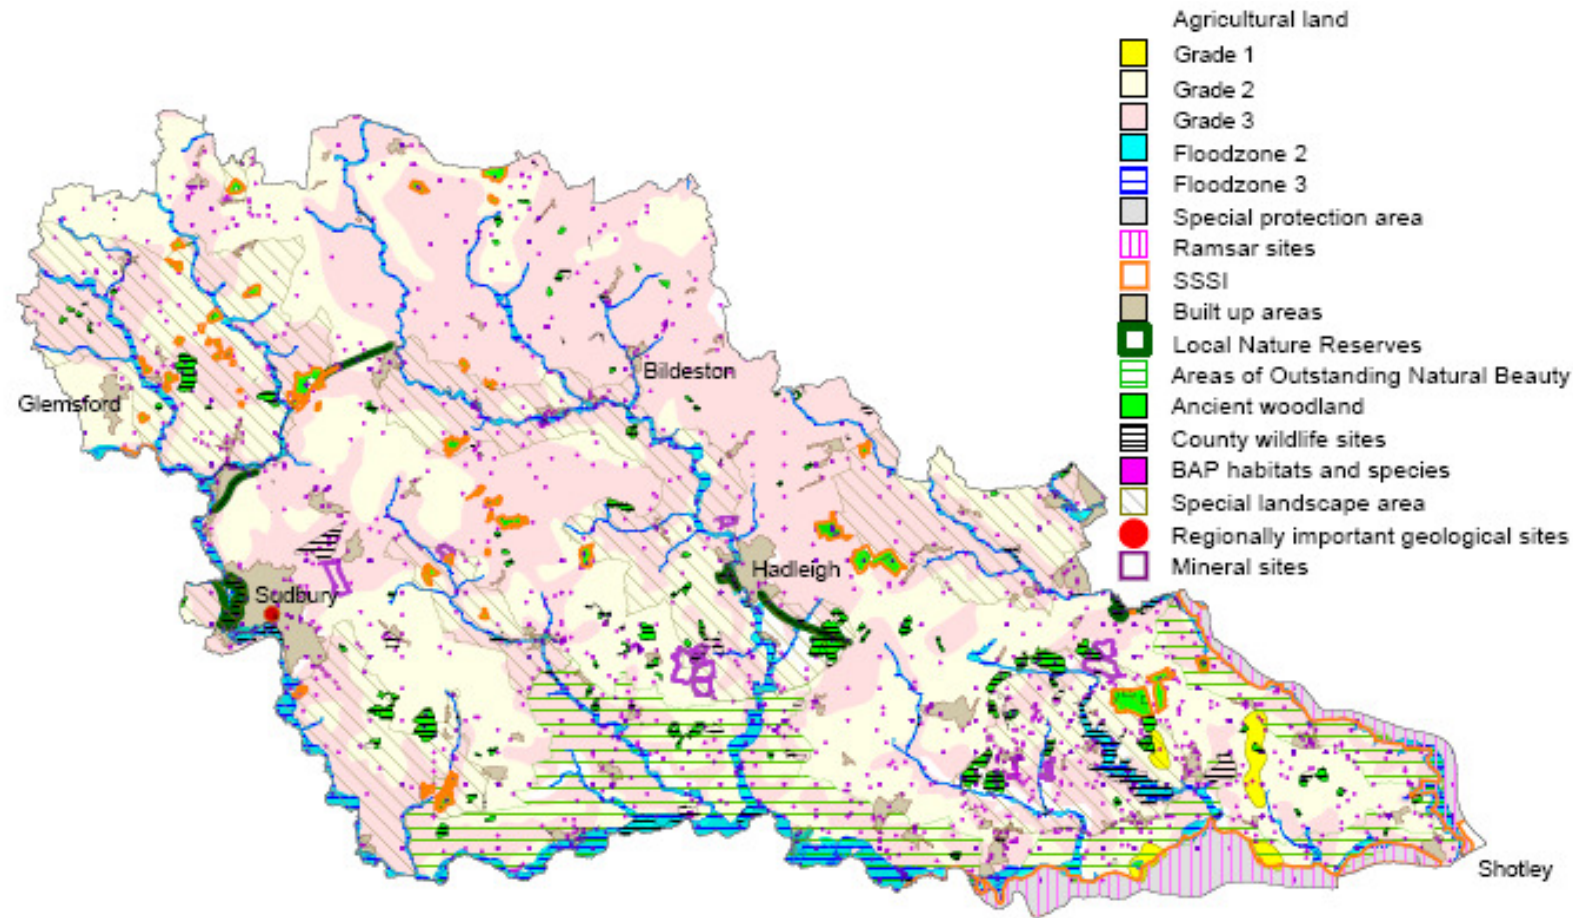 Agricultural land
Grade 1
Grade 2
Grade 3
Floodzone 2
Floodzone 3
Special protection area
Ramsar sites
SSSI
Built up areas
Local Nature Reserves
Areas of Outstanding Natural Beauty
Ancient woodland
County wildlife sites
BAP habitats and species
Special landscape area
Regionally important geological sites
Mineral sites
Bildeston
Glemsford
Hadleigh
Sudbury
Shotley